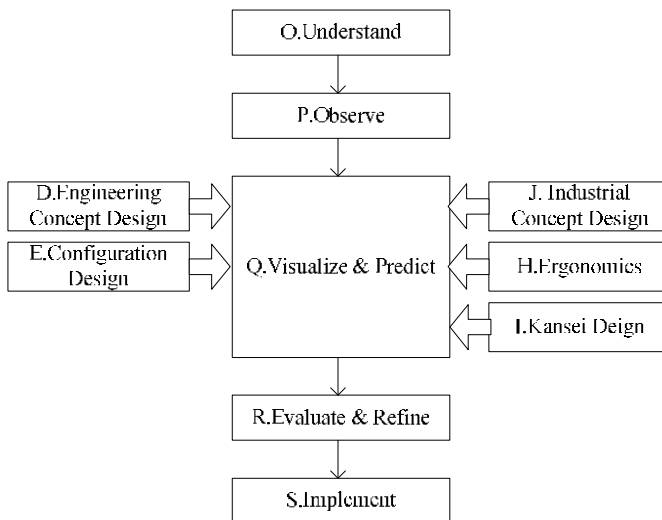 O.Understand
P.Observe
D.Engineering
Concept Design
E.Configuration
Design
Q.Visualize & Predict
J. Industrial
Concept Design
H.Ergonomics
I.Kansei Deign
R.Evaluate & Refine
S.Implement